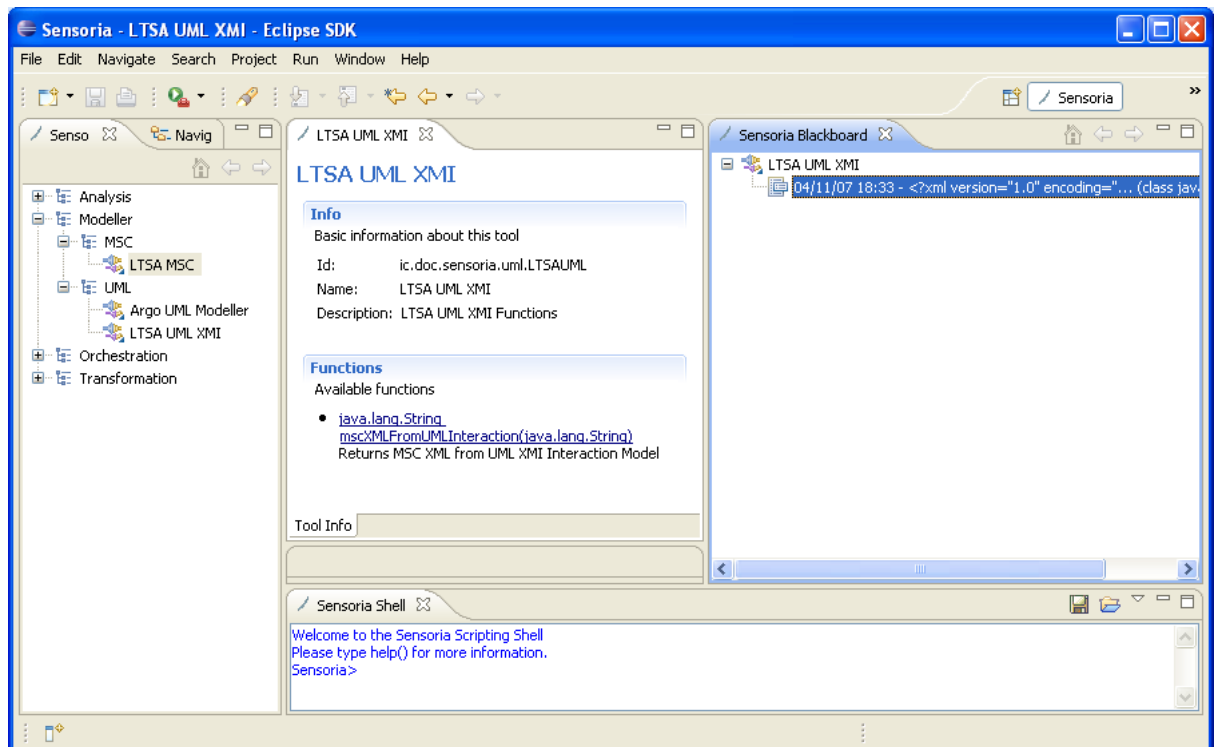 Sensoria - LTSA UML XMI - Eclipse SDK
File Edit Navigate Search Project Run Window Help
Sensoria
»
Senso
Navig
Analysis
Modeller
MSC
LTSA MSC
UML
Argo UML Modeller
LTSA UML XMI
Orchestration
Transformation
LTSA UML XMI
LTSA UML XMI
Info
Basic information about this tool
Id: ic.doc.sensoria.uml.LTSAUML
Name: LTSA UML XMI
Description: LTSA UML XMI Functions
Functions
Available functions
java.lang.String
mscXMLFromUMLInteraction(java.lang.String)
Returns MSC XML from UML XMI Interaction Model
Tool Info
Sensoria Blackboard
LTSA UML XMI
04/11/07 18:33 - <?xml version="1.0" encoding="... (class java.
Sensoria Shell
Welcome to the Sensoria Scripting Shell
Please type help() for more information.
Sensoria>